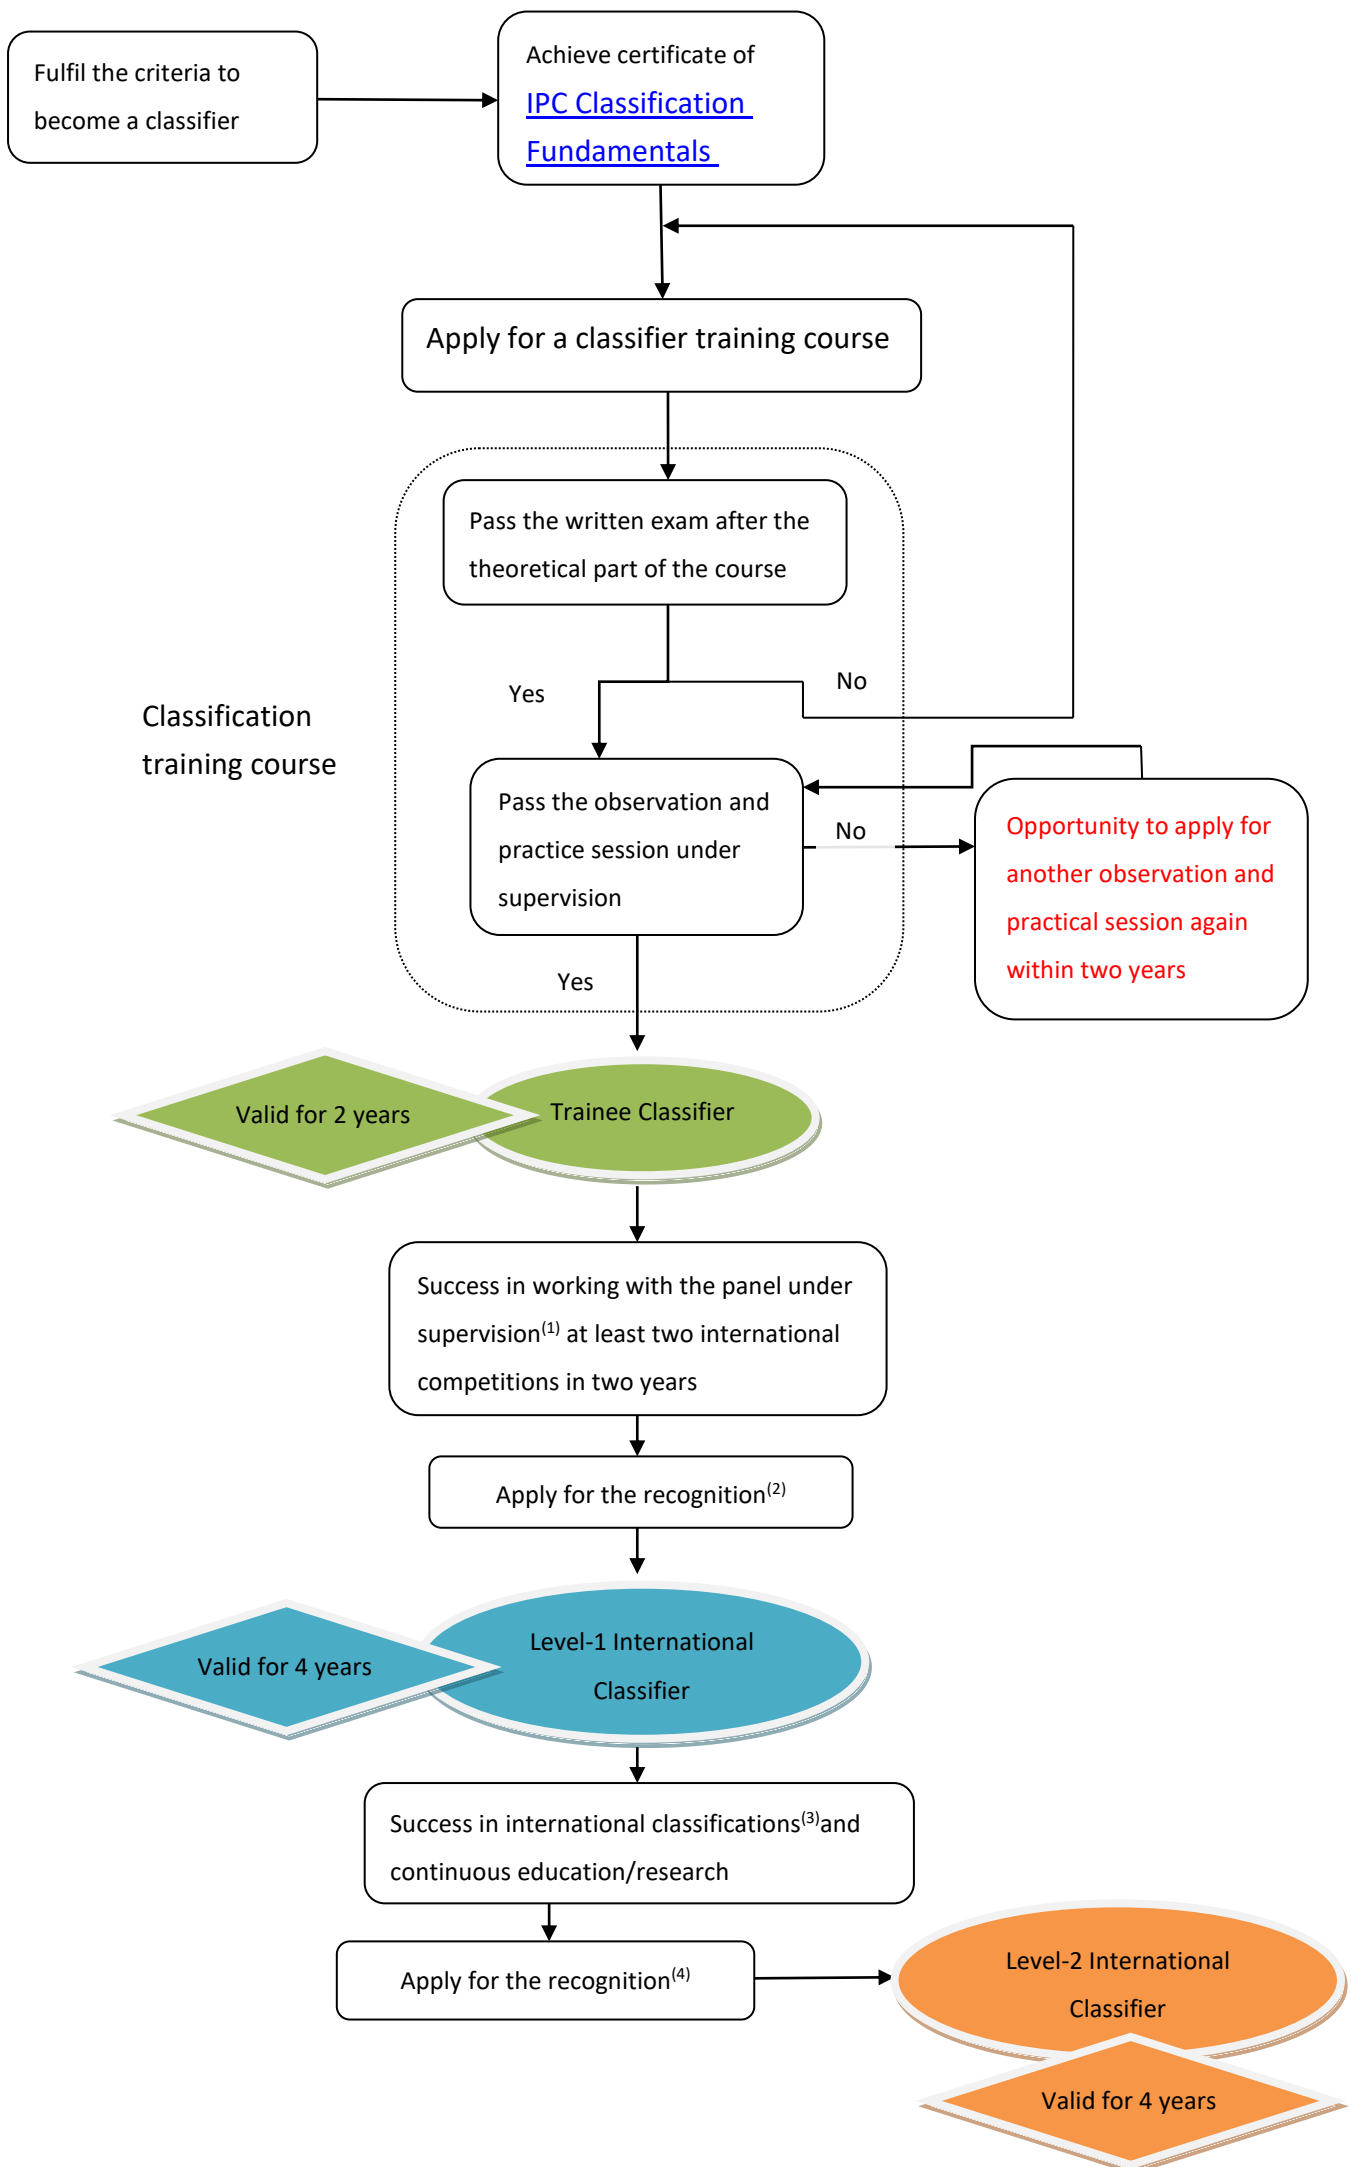 Fulfil the criteria to
become a classifier
Achieve certificate of
IPC Classification
Fundamentals
Apply for a classifier training course
Pass the written exam after the
theoretical part of the course
Yes
No
Classification
training course
Pass the observation and
practice session under
supervision
No
Opportunity to apply for
another observation and
practical session again
within two years
Yes
Valid for 2 years
Trainee Classifier
Success in working with the panel under
supervision(1) at least two international
competitions in two years
Apply for the recognition(2)
Level-1 International
Classifier
Valid for 4 years
Success in international classifications(3)and
continuous education/research
Apply for the recognition(4)
Level-2 International
Classifier
Valid for 4 years